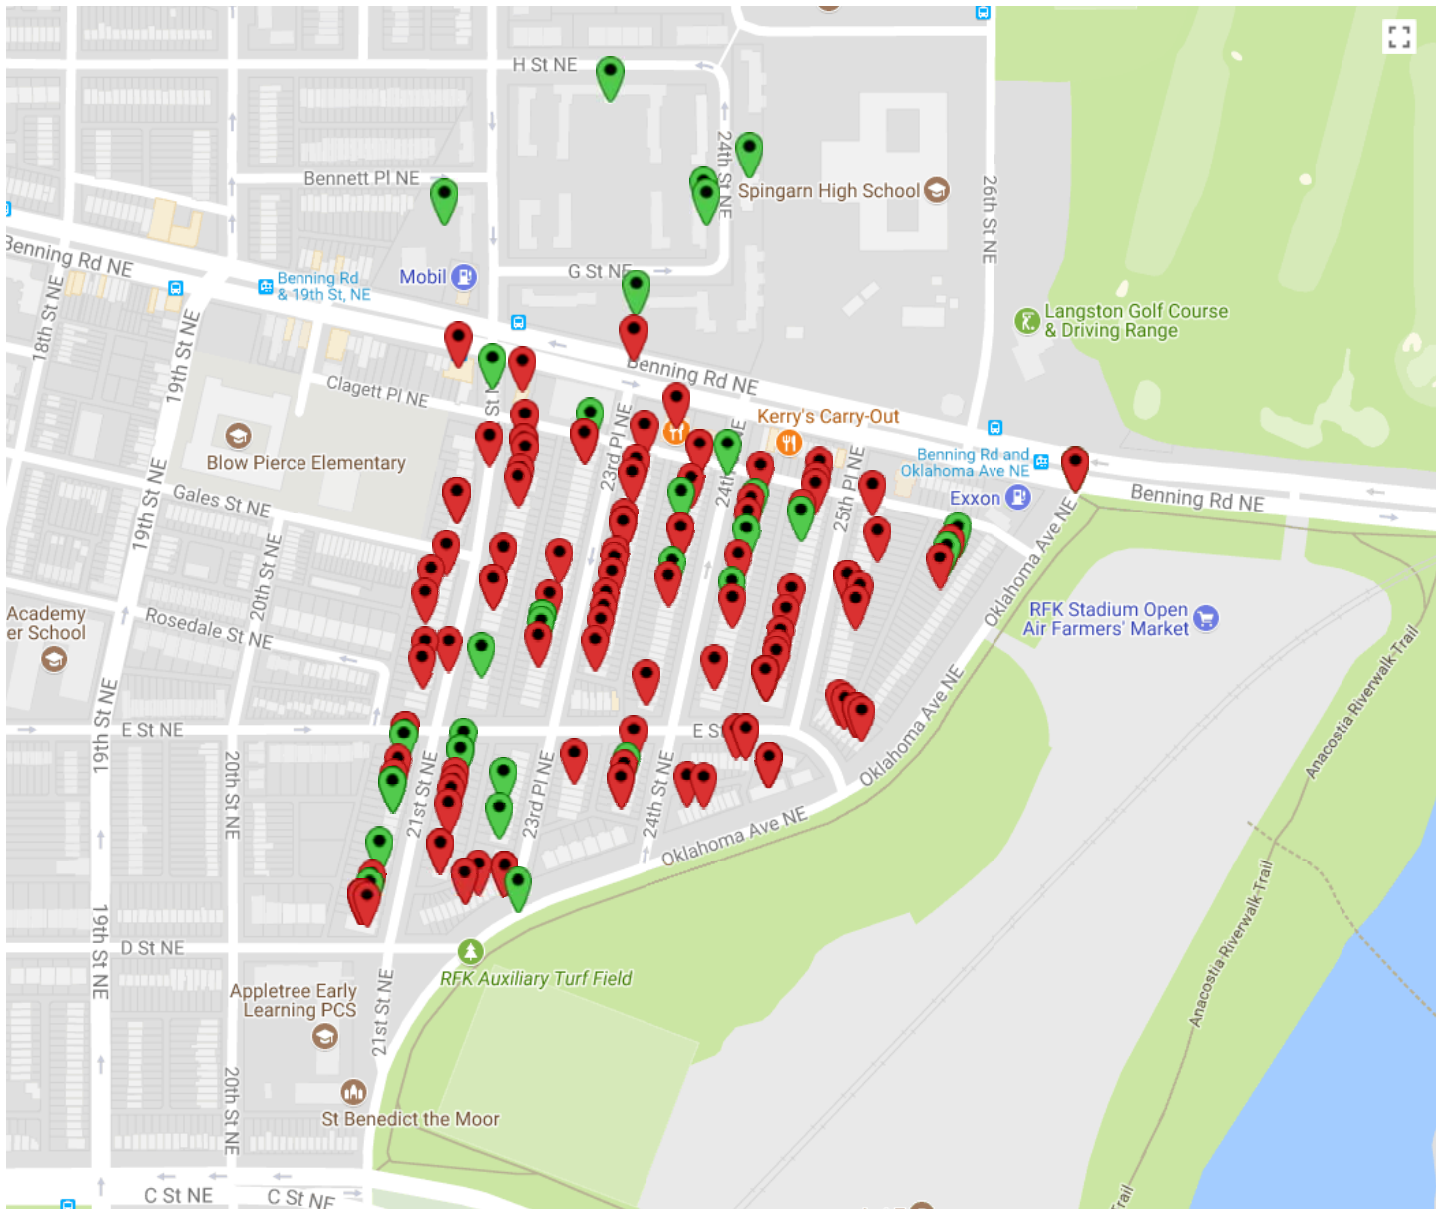 H St NE
24th St NE
Spingarn High School
Bennett Pl NE
26th St NE
Benning Rd NE
G St NE
Mobil
Benning Rd
& 19th St, NE
18th St NE
19th St NE
Langston Golf Course
& Driving Range
Benning Rd NE
Clagett Pl NE
St N
23rd Pl NE
Kerry's Carry-Out
Blow Pierce Elementary
24th
NE
25th Pl NE
Benning Rd and
Oklahoma Ave NE
Exxon
Benning Rd NE
Gales St NE
19th St NE
20th St NE
Oklahoma Ave NE
Academy
er School
Rosedale St NE
RFK Stadium Open
Air Farmers' Market
Anacostia Riverwalk-Trail
19th St NE
E St NE
E St
Oklahoma Ave NE
20th St NE
21st St NE
23rd Pl NE
24th St NE
Oklahoma Ave NE
Anacostia Riverwalk-Trail
19th St NE
D St NE
RFK Auxiliary Turf Field
Appletree Early
Learning PCS
21st St NE
20th St NE
St Benedict the Moor
C St NE
C St NE
Trail